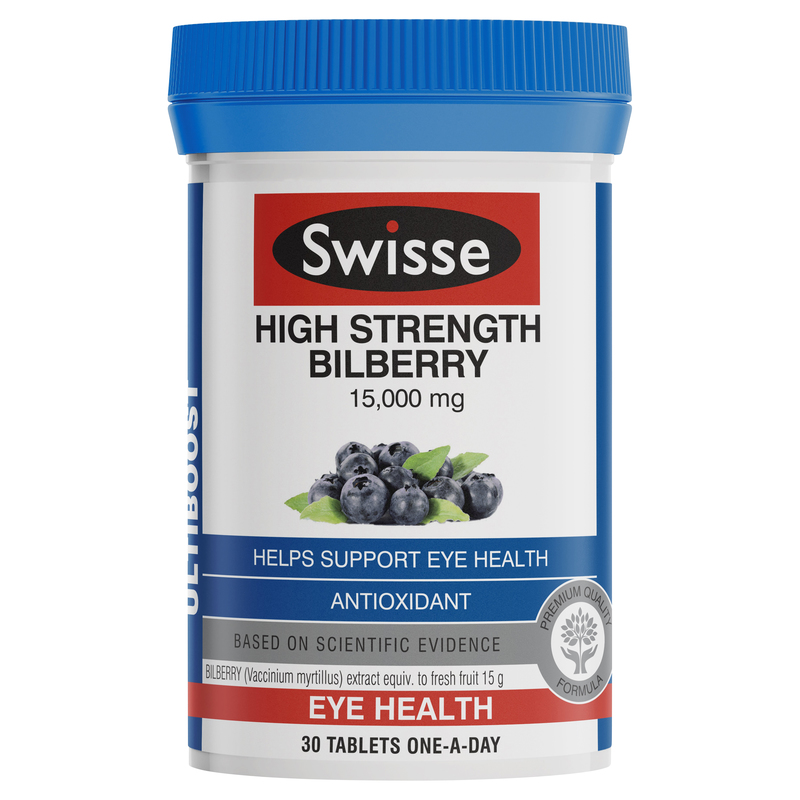 Swisse
HIGH STRENGTH
BILBERRY
15,000 mg
ULTIBOOST
HELPS SUPPORT EYE HEALTH
ANTIOXIDANT
PREMIUM QUALITY
FORMULA
BASED ON SCIENTIFIC EVIDENCE
BILBERRY (Vaccinium myrtillus) extract equiv. to fresh fruit 15 g
EYE HEALTH
30 TABLETS ONE-A-DAY